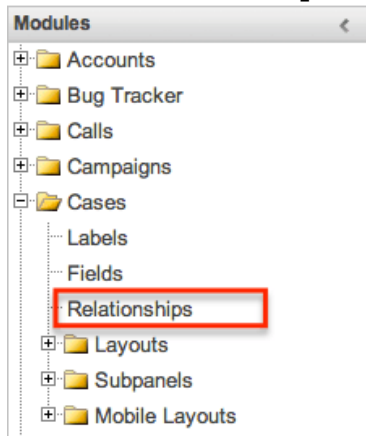 Modules
Accounts
Bug Tracker
Calls
Campaigns
Cases
Labels
Fields
Relationships
Layouts
Subpanels
Mobile Layouts